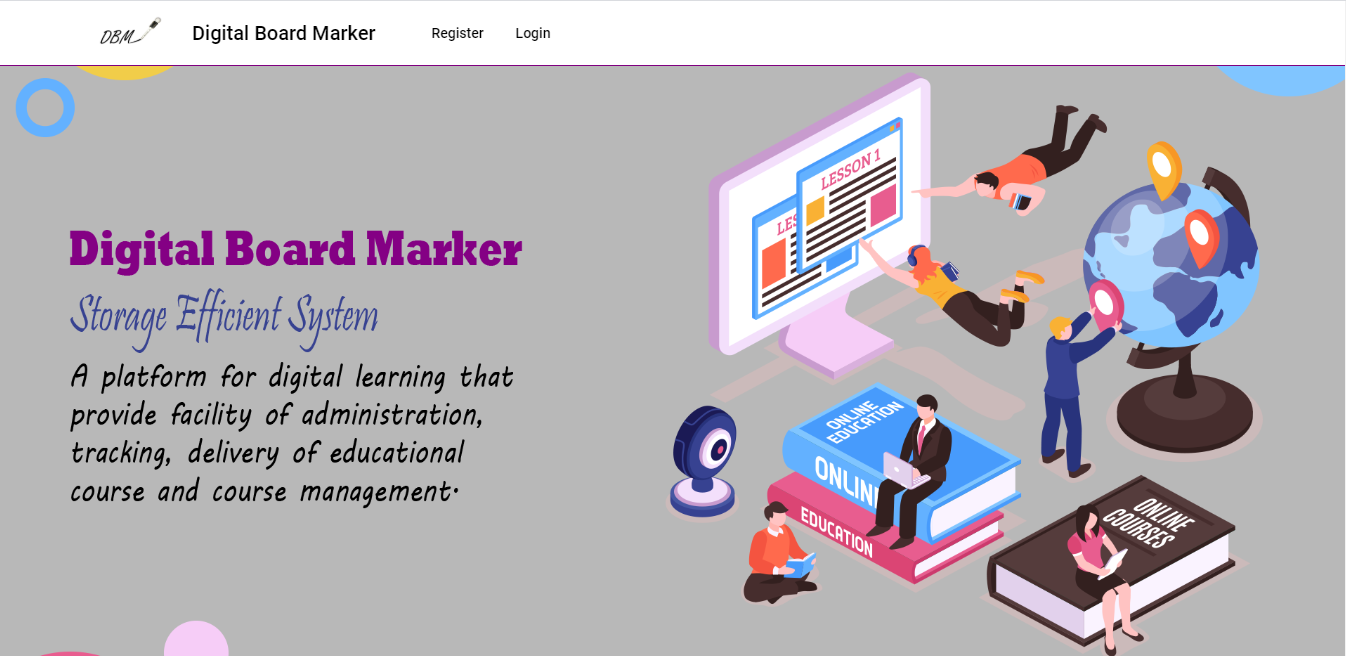 DBM
Digital Board Marker
Register
Login
Digital Board Marker
Storage Efficient System
A platform for digital learning that
provide facility of administration,
tracking, delivery of educational
course and course management.
LESSON 1
LES
ONLINE
EDUCATION
ONLIN
EDUCATION
ONLINE
COURSES